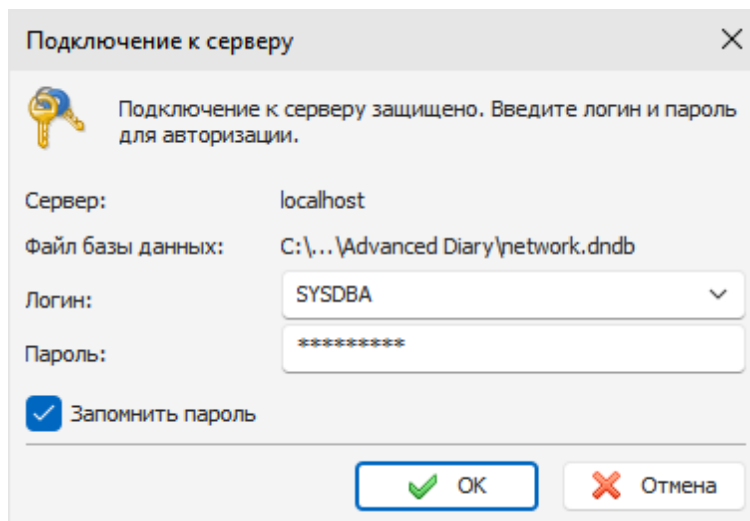 Подключение к серверу
Подключение к серверу защищено. Введите логин и пароль
для авторизации.
Сервер: localhost
Файл базы данных: C:\...\Advanced Diary\network.dndb
Логин: SYSDBA
Пароль: *********
Запомнить пароль
OK Отмена